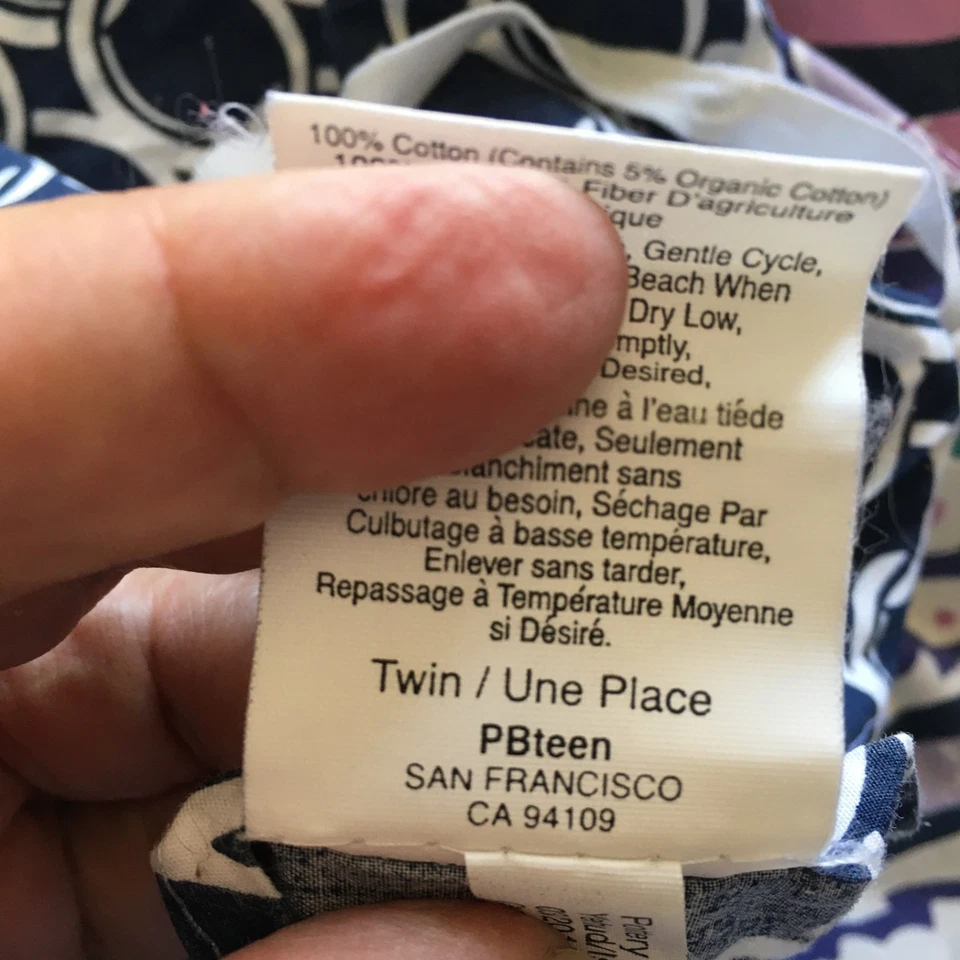 100% Cotton (Contains 5% Organic Cotton)
Fiber D'agriculture
Gentle Cycle,
Beach When
Dry Low,
Desired,
à l'eau tiéde
Seulement
sans
au besoin, Séchage Par
Culbutage à basse température,
Enlever sans tarder,
Repassage à Température Moyenne
si Désiré.
Twin / Une Place
PBteen
SAN FRANCISCO
CA 94109